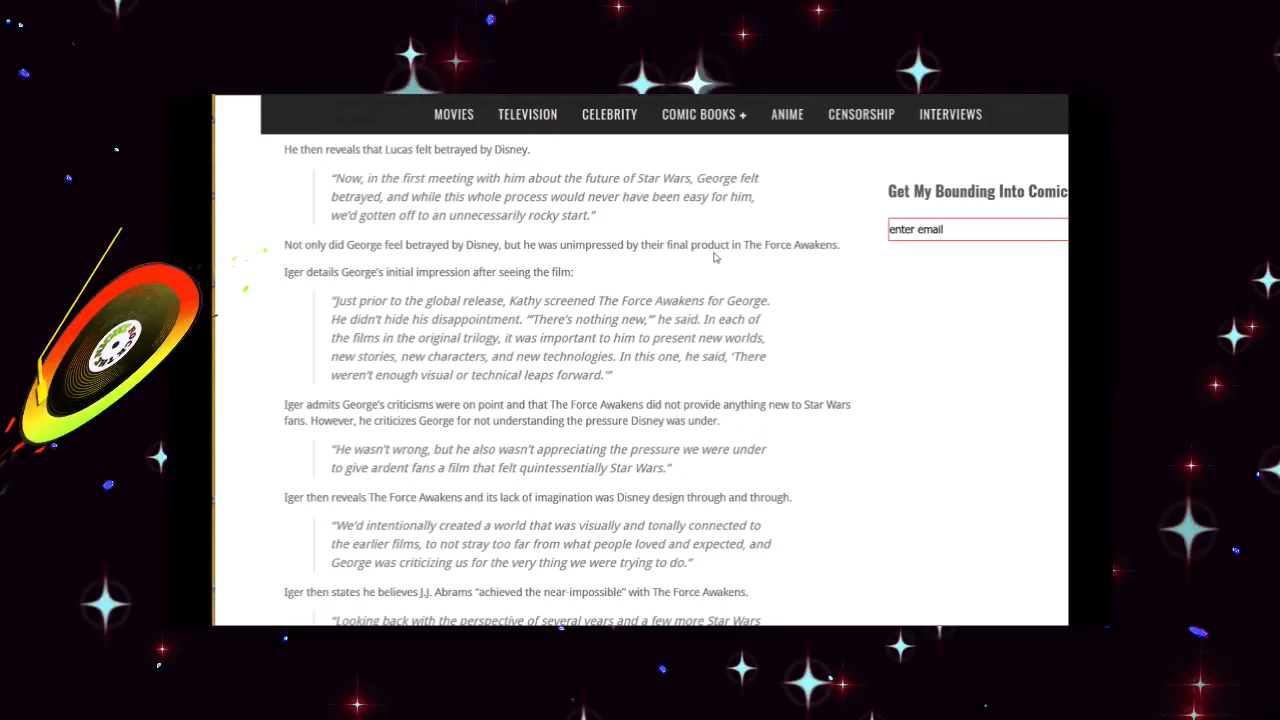 MOVIES TELEVISION CELEBRITY COMIC BOOKS + ANIME CENSORSHIP INTERVIEWS
He then reveals that Lucas felt betrayed by Disney.
“Now, in the first meeting with him about the future of Star Wars, George felt
betrayed, and while this whole process would never have been easy for him,
we’d gotten off to an unnecessarily rocky start.”
Not only did George feel betrayed by Disney, but he was unimpressed by their final product in The Force Awakens.
Iger details George’s initial impression after seeing the film:
“Just prior to the global release, Kathy screened The Force Awakens for George.
He didn’t hide his disappointment. “‘There’s nothing new,’” he said. In each of
the films in the original trilogy, it was important to him to present new worlds,
new stories, new characters, and new technologies. In this one, he said, ‘There
weren’t enough visual or technical leaps forward.’”
Iger admits George’s criticisms were on point and that The Force Awakens did not provide anything new to Star Wars
fans. However, he criticizes George for not understanding the pressure Disney was under.
“He wasn’t wrong, but he also wasn’t appreciating the pressure we were under
to give ardent fans a film that felt quintessentially Star Wars.”
Iger then reveals The Force Awakens and its lack of imagination was Disney design through and through.
“We’d intentionally created a world that was visually and tonally connected to
the earlier films, to not stray too far from what people loved and expected, and
George was criticizing us for the very thing we were trying to do.”
Iger then states he believes J.J. Abrams “achieved the near-impossible” with The Force Awakens.
“Looking back with the perspective of several years and a few more Star Wars
Get My Bounding Into Comic
enter email